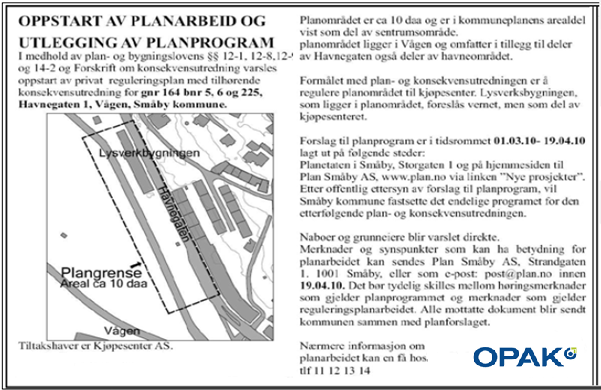 OPPSTART AV PLANARBEID OG
UTLEGGING AV PLANPROGRAM
I medhold av plan- og bygningslovens §§ 12-1, 12-8,12-9
og 14-2 og Forskrift om konsekvensutredning varsles
oppstart av privat reguleringsplan med tilhørende
konsekvensutredning for gnr 164 bnr 5, 6 og 225,
Havnegaten 1, Vågen, Småby kommune.
Lysverkbygningen
Havnegaten
Plangrense
Areal ca 10 daa
Vågen
Tiltakshaver er Kjøpesenter AS.
Planområdet er ca 10 daa og er i kommuneplanens arealdel
vist som del av sentrumsområde.
planområdet ligger i Vågen og omfatter i tillegg til deler
av Havnegaten også deler av havneområdet.
Formålet med plan- og konsekvensutredningen er å
regulere planområdet til kjøpesenter. Lysverksbygningen,
som ligger i planområdet, foreslås vernet, men som del av
kjøpesenteret.
Forslag til planprogram er i tidsrommet 01.03.10- 19.04.10
lagt ut på følgende steder:
Planetaten i Småby, Storgaten 1 og på hjemmesiden til
Plan Småby AS, www.plan.no via linken "Nye prosjekter".
Etter offentlig ettersyn av forslag til planprogram, vil
Småby kommune fastsette det endelige programet for den
etterfølgende plan- og konsekvensutredningen.
Naboer og grunneiere blir varslet direkte.
Merknader og synspunkter som kan ha betydning for
planarbeidet kan sendes Plan Småby AS, Strandgaten
1. 1001 Småby, eller som e-post: post@plan.no innen
19.04.10. Det bør tydelig skilles mellom høringsmerknader
som gjelder planprogrammet og merknader som gjelder
reguleringsplanarbeidet. Alle mottatte dokument blir sendt
kommunen sammen med planforslaget.
Nærmere informasjon om
planarbeidet kan en få hos.
tlf 11 12 13 14
OPAK